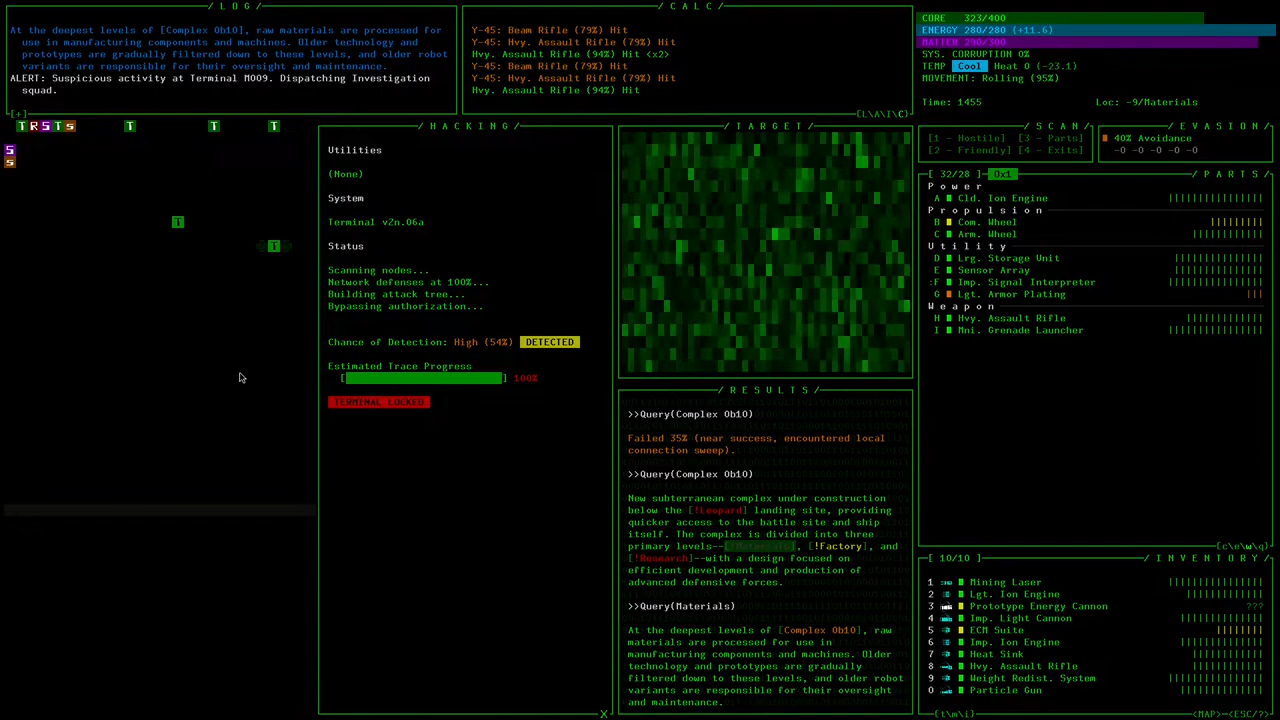 / LOG /
At the deepest levels of [Complex 0b10], raw materials are processed for
use in manufacturing components and machines. Older technology and
prototypes are gradually filtered down to these levels, and older robot
variants are responsible for their oversight and maintenance.
ALERT: Suspicious activity at Terminal M009. Dispatching Investigation
squad.
[+]
/ CALC /
Y-45: Beam Rifle (79%) Hit
Y-45: Hvy. Assault Rifle (79%) Hit
Hvy. Assault Rifle (94%) Hit <x2>
Y-45: Beam Rifle (79%) Hit
Y-45: Hvy. Assault Rifle (79%) Hit
Hvy. Assault Rifle (94%) Hit
[L\A\I\C]
CORE 323/400
ENERGY 280/280 (+11.6)
MATTER 290/300
SYS. CORRUPTION 0%
TEMP Cool Heat 0 (-23.1)
MOVEMENT: Rolling (95%)
Time: 1455 Loc: -9/Materials
T R S T s T T T
S
s
T
T
/ HACKING /
Utilities
(None)
System
Terminal v2n.06a
Status
Scanning nodes...
Network defenses at 100%...
Building attack tree...
Bypassing authorization...
Chance of Detection: High (54%) DETECTED
Estimated Trace Progress
[ ] 100%
TERMINAL LOCKED
X
/ TARGET /
/ RESULTS /
>>Query(Complex 0b10)
Failed 35% (near success, encountered local
connection sweep).
>>Query(Complex 0b10)
New subterranean complex under construction
below the [!Leopard] landing site, providing
quicker access to the battle site and ship
itself. The complex is divided into three
primary levels--[!Materials], [!Factory], and
[!Research]--with a design focused on
efficient development and production of
advanced defensive forces.
>>Query(Materials)
At the deepest levels of [Complex 0b10], raw
materials are processed for use in
manufacturing components and machines. Older
technology and prototypes are gradually
filtered down to these levels, and older robot
variants are responsible for their oversight
and maintenance.
/ SCAN /
[1 - Hostile] [3 - Parts]
[2 - Friendly] [4 - Exits]
/ EVASION /
40% Avoidance
-0 -0 -0 -0 -0
[ 32/28 ] 0x1 / PARTS /
Power
A Cld. Ion Engine
Propulsion
B Com. Wheel
C Arm. Wheel
Utility
D Lrg. Storage Unit
E Sensor Array
:F Imp. Signal Interpreter
G Lgt. Armor Plating
Weapon
H Hvy. Assault Rifle
I Mni. Grenade Launcher
[c\e\w\q]
[ 10/10 ] / INVENTORY /
1 Mining Laser
2 Lgt. Ion Engine
3 Prototype Energy Cannon ???
4 Imp. Light Cannon
5 ECM Suite
6 Imp. Ion Engine
7 Heat Sink
8 Hvy. Assault Rifle
9 Weight Redist. System
0 Particle Gun
[t\m\i] <MAP>-<ESC/?>